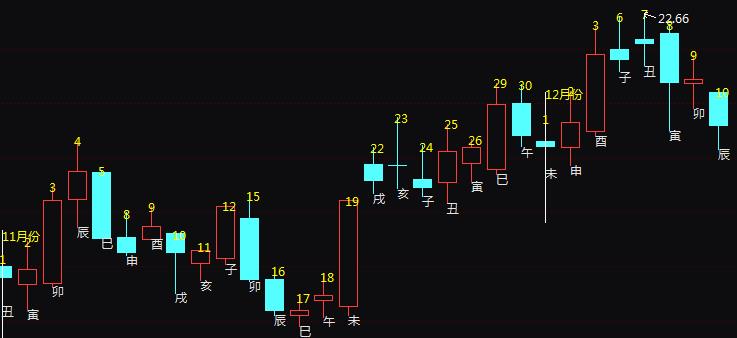 11月份
1
丑
2
寅
3
卯
4
辰
5
巳
8
申
9
酉
10
戌
11
亥
12
子
15
卯
16
辰
17
巳
18
午
19
未
22
戌
23
亥
24
子
25
丑
26
寅
29
巳
30
午
12月份
1
未
2
申
3
酉
6
子
7
22.66
丑
8
寅
9
卯
10
辰